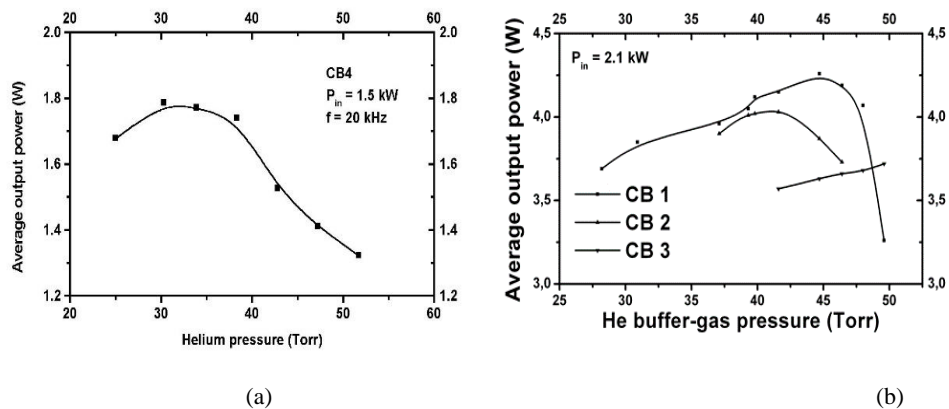 20 30 40 50 60
2.0 2.0
1.8 1.8
1.6 1.6
1.4 1.4
1.2 1.2
20 30 40 50 60
Average output power (W)
Helium pressure (Torr)
CB4
P_in = 1.5 kW
f = 20 kHz
(a)
25 30 35 40 45 50
4,5 4,5
4,0 4,0
3,5 3,5
3,0 3,0
25 30 35 40 45 50
Average output power (W)
He buffer-gas pressure (Torr)
P_in = 2.1 kW
CB 1
CB 2
CB 3
(b)